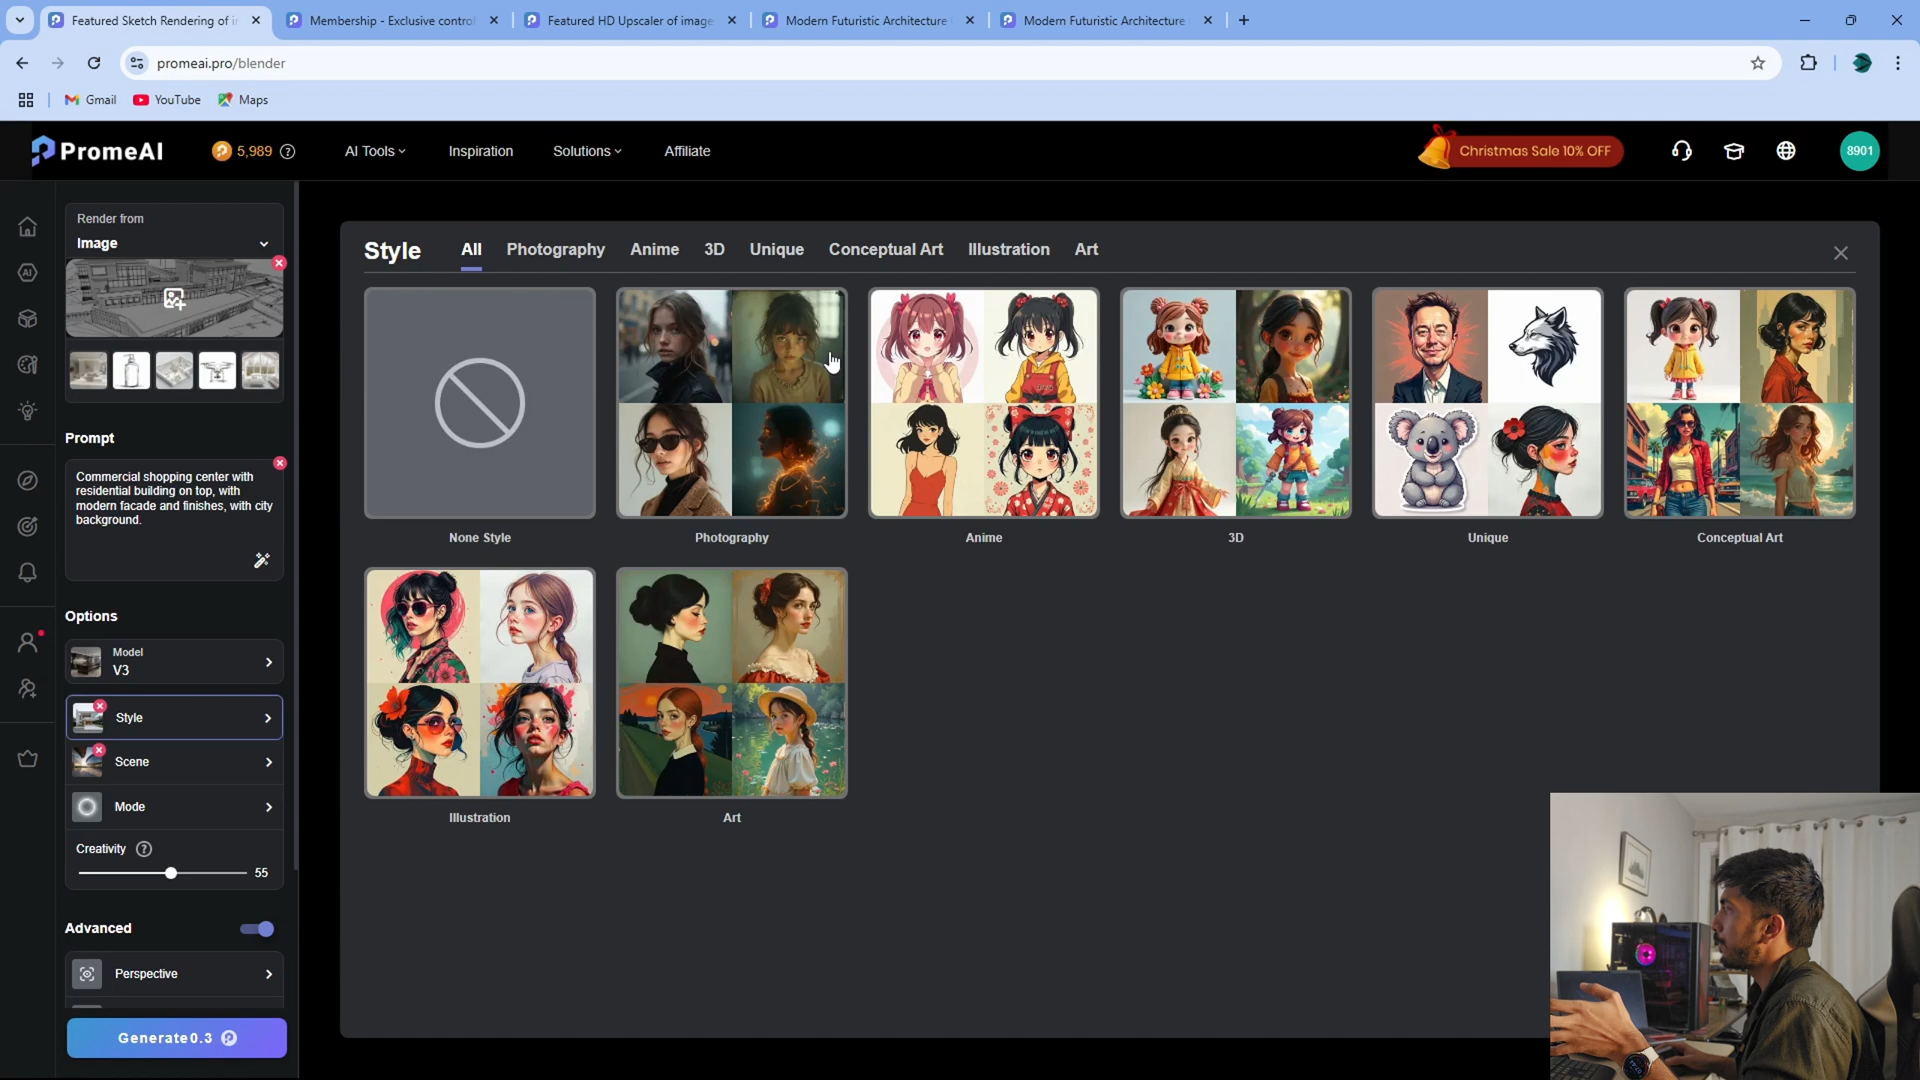 Featured Sketch Rendering of ir
Membership - Exclusive contro
Featured HD Upscaler of image
Modern Futuristic Architecture
Modern Futuristic Architecture
promeai.pro/blender
Gmail
YouTube
Maps
PromeAI
5,989
AI Tools
Inspiration
Solutions
Affiliate
Christmas Sale 10% OFF
8901
Render from
Image
Prompt
Commercial shopping center with
residential building on top, with
modern facade and finishes, with city
background.
Options
Model
V3
Style
Scene
Mode
Creativity
55
Advanced
Perspective
Generate0.3
Style
All
Photography
Anime
3D
Unique
Conceptual Art
Illustration
Art
None Style
Photography
Anime
3D
Unique
Conceptual Art
Illustration
Art